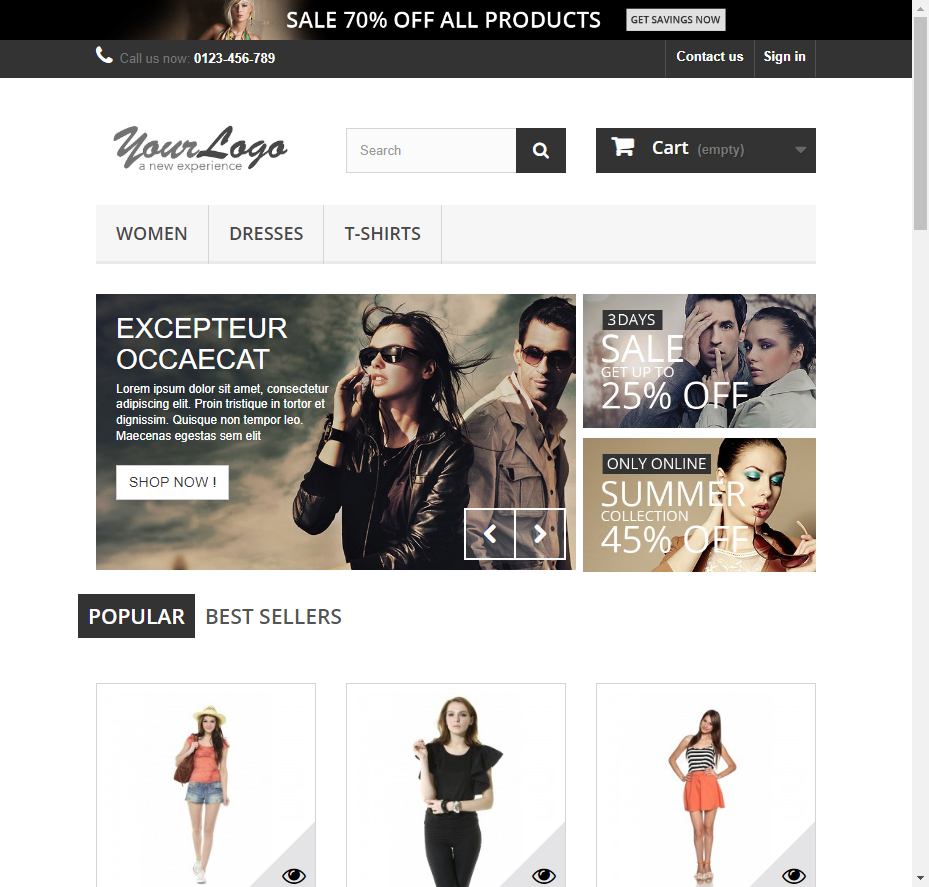 SALE 70% OFF ALL PRODUCTS GET SAVINGS NOW
Call us now: 0123-456-789 Contact us Sign in
YourLogo
a new experience
Search
Cart (empty)
WOMEN DRESSES T-SHIRTS
EXCEPTEUR
OCCAECAT
Lorem ipsum dolor sit amet, consectetur
adipiscing elit. Proin tristique in tortor et
dignissim. Quisque non tempor leo.
Maecenas egestas sem elit
SHOP NOW !
3 DAYS
SALE
GET UP TO
25% OFF
ONLY ONLINE
SUMMER
COLLECTION
45% OFF
POPULAR BEST SELLERS